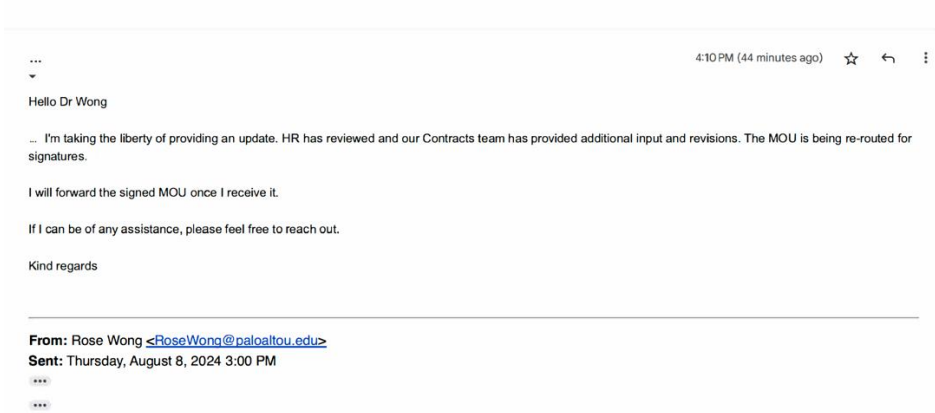 ...
4:10 PM (44 minutes ago)
Hello Dr Wong
... I'm taking the liberty of providing an update. HR has reviewed and our Contracts team has provided additional input and revisions. The MOU is being re-routed for
signatures.
I will forward the signed MOU once I receive it.
If I can be of any assistance, please feel free to reach out.
Kind regards
From: Rose Wong <RoseWong@paloaltou.edu>
Sent: Thursday, August 8, 2024 3:00 PM
...
...